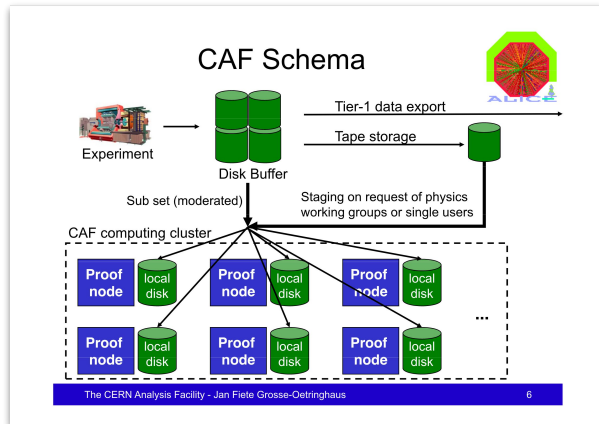 CAF Schema
ALICE
Tier-1 data export
Tape storage
Experiment
Disk Buffer
Sub set (moderated)
Staging on request of physics
working groups or single users
CAF computing cluster
Proof
node
local
disk
Proof
node
local
disk
Proof
node
local
disk
...
Proof
node
local
disk
Proof
node
local
disk
Proof
node
local
disk
The CERN Analysis Facility - Jan Fiete Grosse-Oetringhaus
6